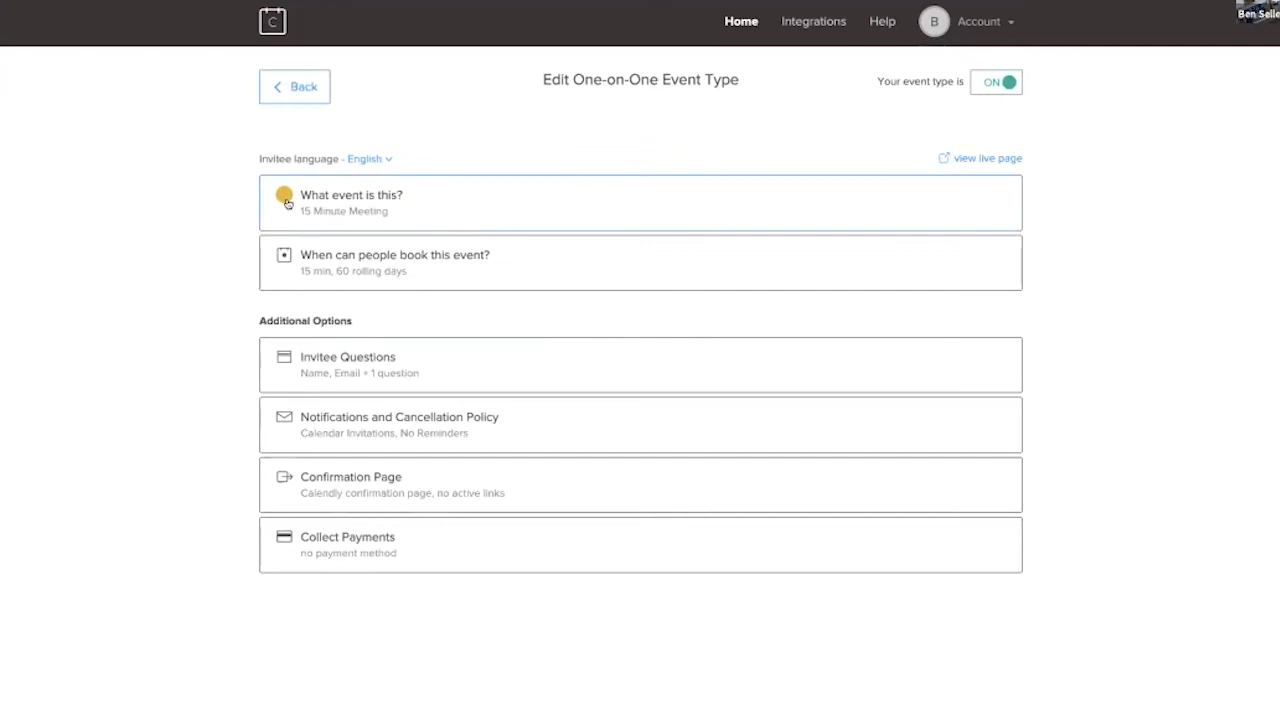 C
Home
Integrations
Help
B
Account
Ben Selle
Back
Edit One-on-One Event Type
Your event type is
ON
Invitee language - English
view live page
What event is this?
15 Minute Meeting
When can people book this event?
15 min, 60 rolling days
Additional Options
Invitee Questions
Name, Email + 1 question
Notifications and Cancellation Policy
Calendar Invitations, No Reminders
Confirmation Page
Calendly confirmation page, no active links
Collect Payments
no payment method